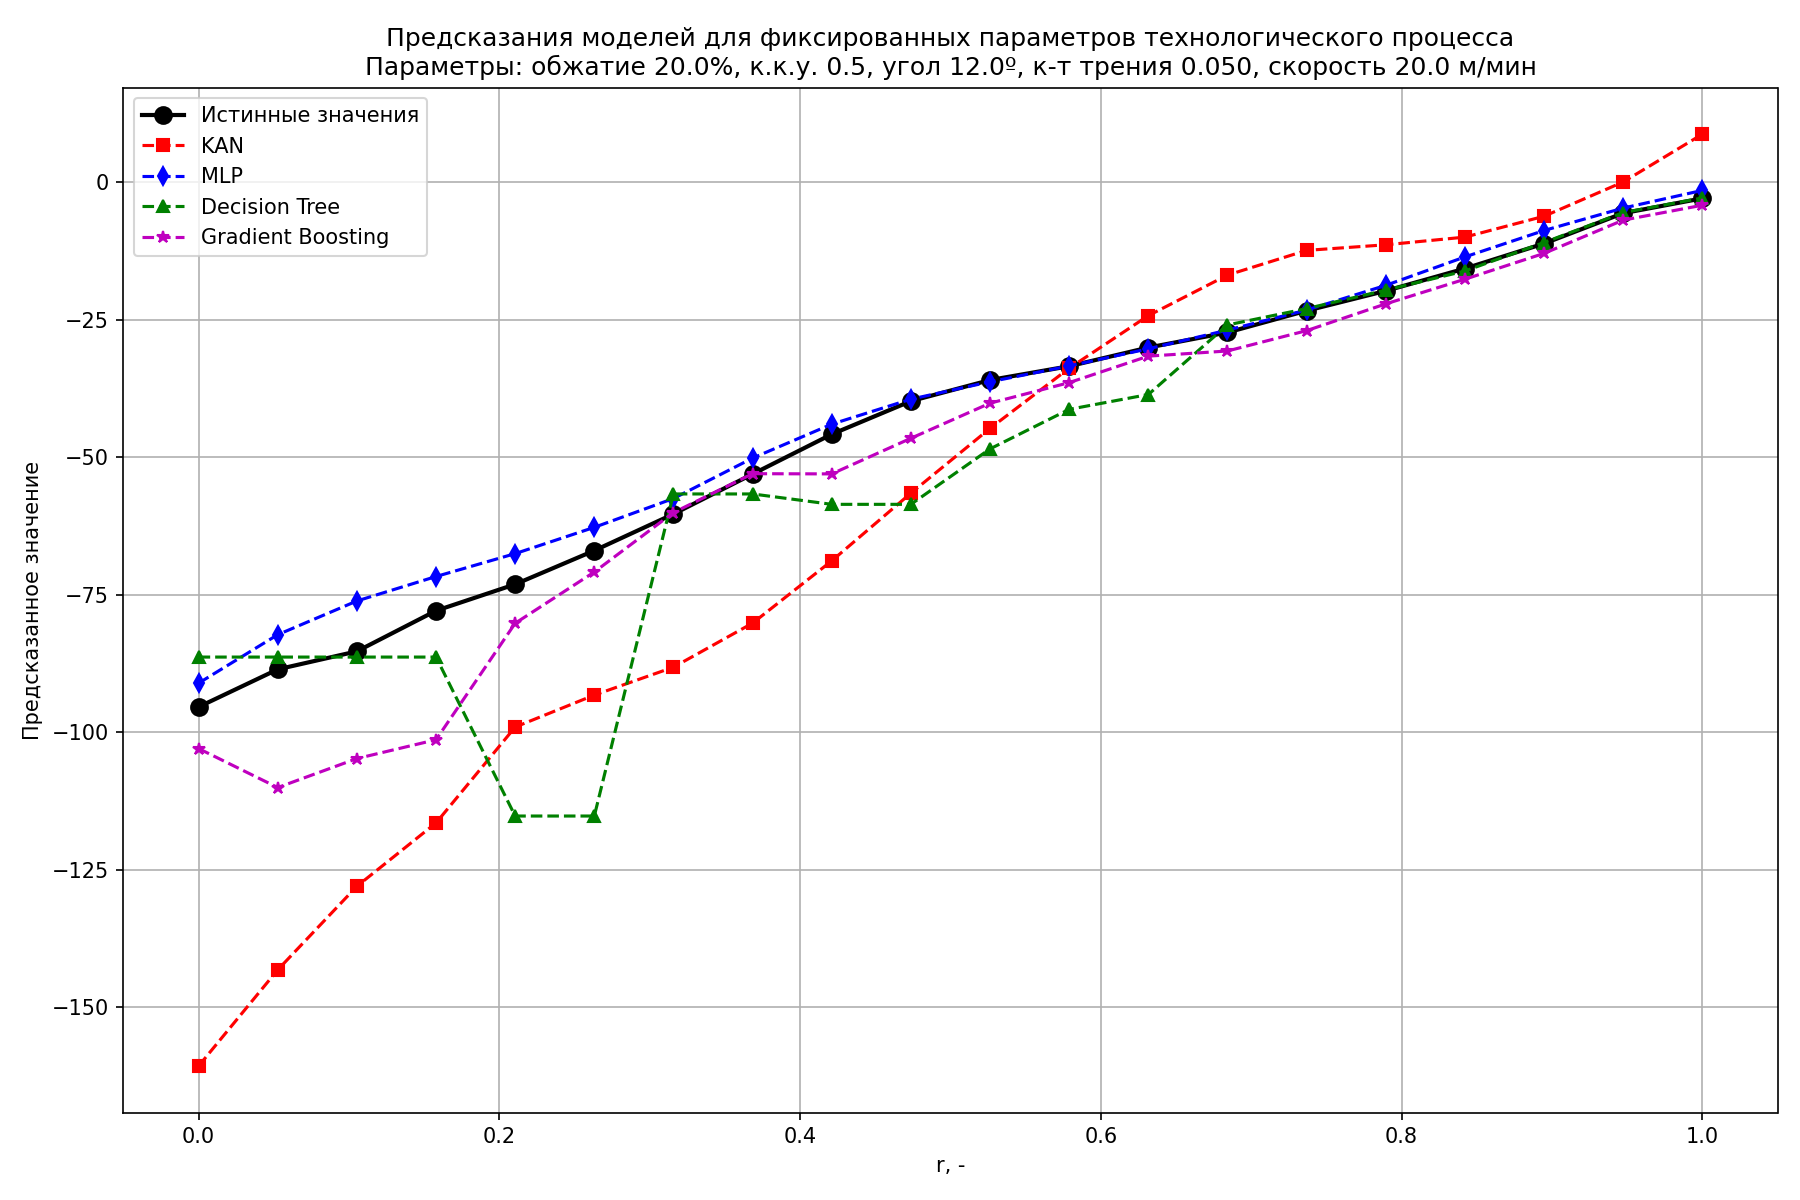 Предсказания моделей для фиксированных параметров технологического процесса
Параметры: обжатие 20.0%, к.к.у. 0.5, угол 12.0º, к-т трения 0.050, скорость 20.0 м/мин
Истинные значения
KAN
MLP
Decision Tree
Gradient Boosting
Предсказанное значение
0
−25
−50
−75
−100
−125
−150
0.0
0.2
0.4
0.6
0.8
1.0
r, -